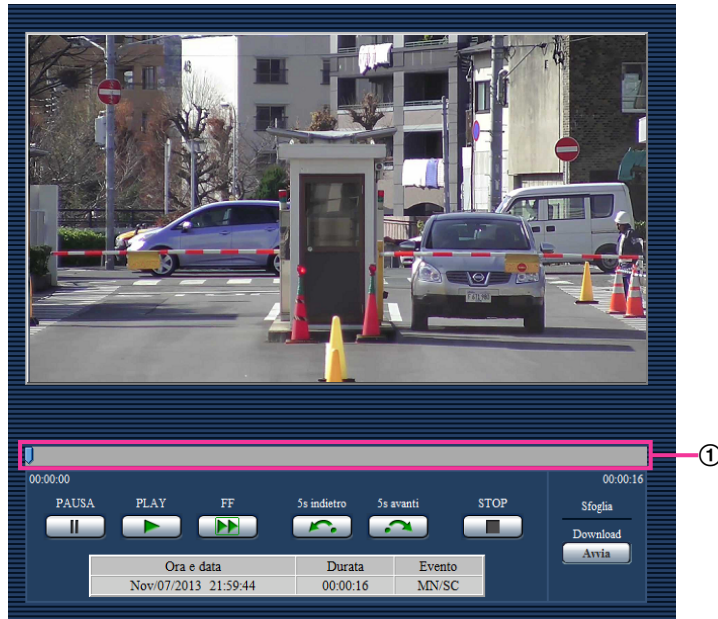 ①
00:00:00 00:00:16
PAUSA PLAY FF 5s indietro 5s avanti STOP Sfoglia
Download
Avvia
Ora e data Durata Evento
Nov/07/2013 21:59:44 00:00:16 MN/SC